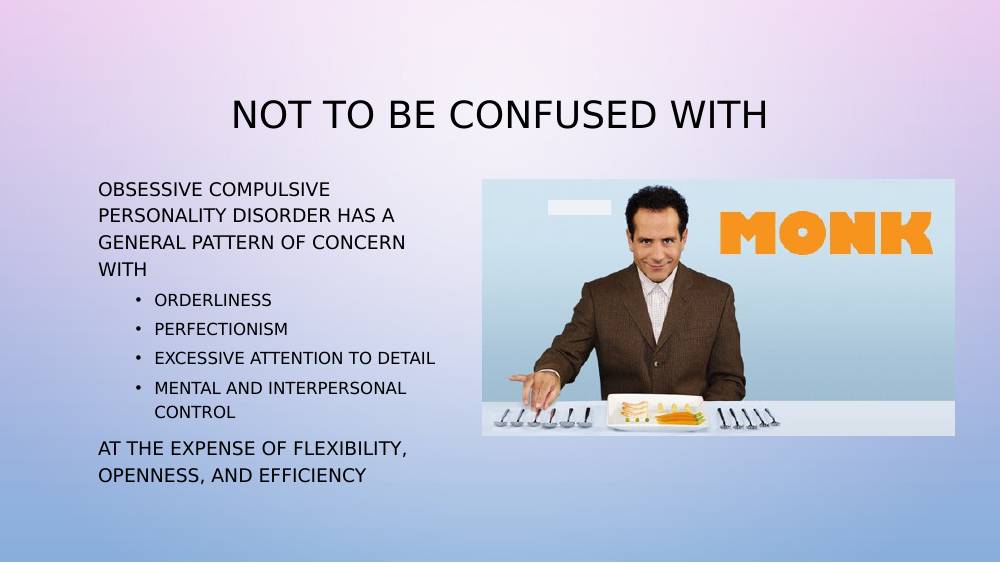 NOT TO BE CONFUSED WITH
OBSESSIVE COMPULSIVE
PERSONALITY DISORDER HAS A
GENERAL PATTERN OF CONCERN
WITH
• ORDERLINESS
• PERFECTIONISM
• EXCESSIVE ATTENTION TO DETAIL
• MENTAL AND INTERPERSONAL
CONTROL
AT THE EXPENSE OF FLEXIBILITY,
OPENNESS, AND EFFICIENCY
MONK